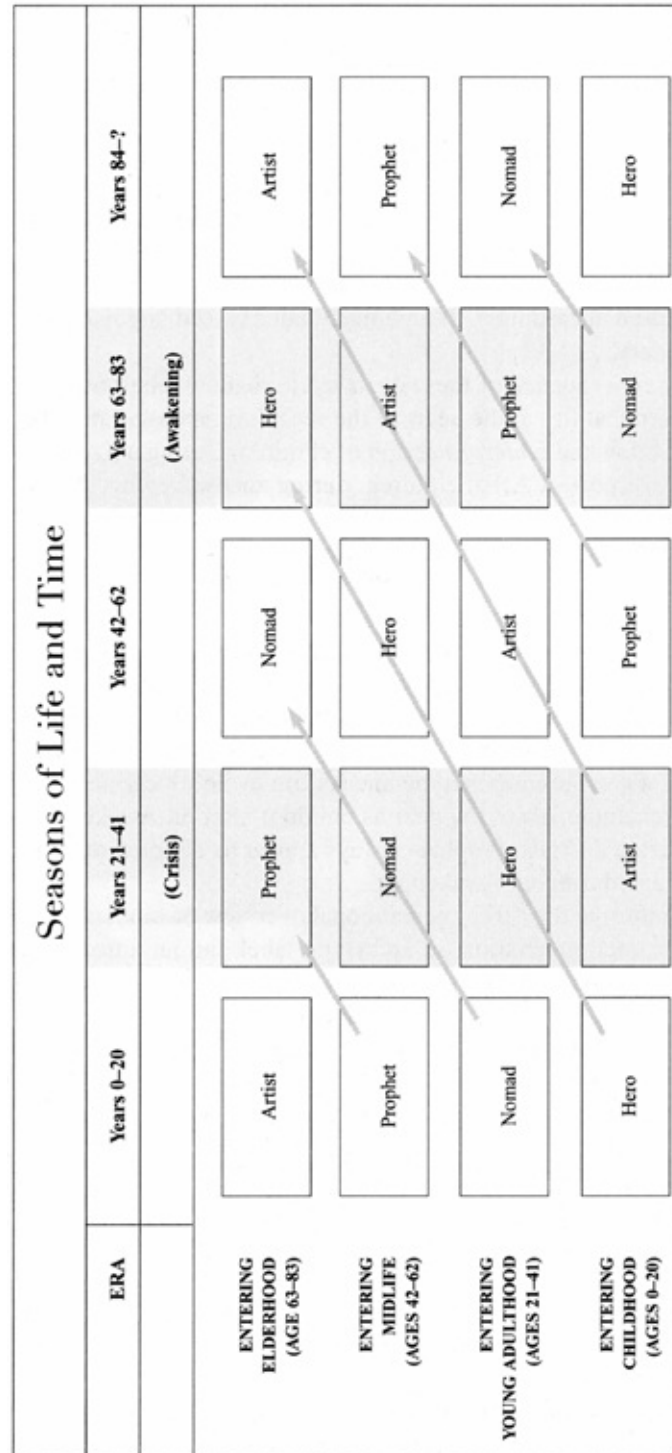 Seasons of Life and Time
ERA
Years 0–20
Years 21–41
Years 42–62
Years 63–83
Years 84–?
(Crisis)
(Awakening)
ENTERING
ELDERHOOD
(AGE 63–83)
Artist
Prophet
Nomad
Hero
Artist
ENTERING
MIDLIFE
(AGES 42–62)
Prophet
Nomad
Hero
Artist
Prophet
ENTERING
YOUNG ADULTHOOD
(AGES 21–41)
Nomad
Hero
Artist
Prophet
Nomad
ENTERING
CHILDHOOD
(AGES 0–20)
Hero
Artist
Prophet
Nomad
Hero